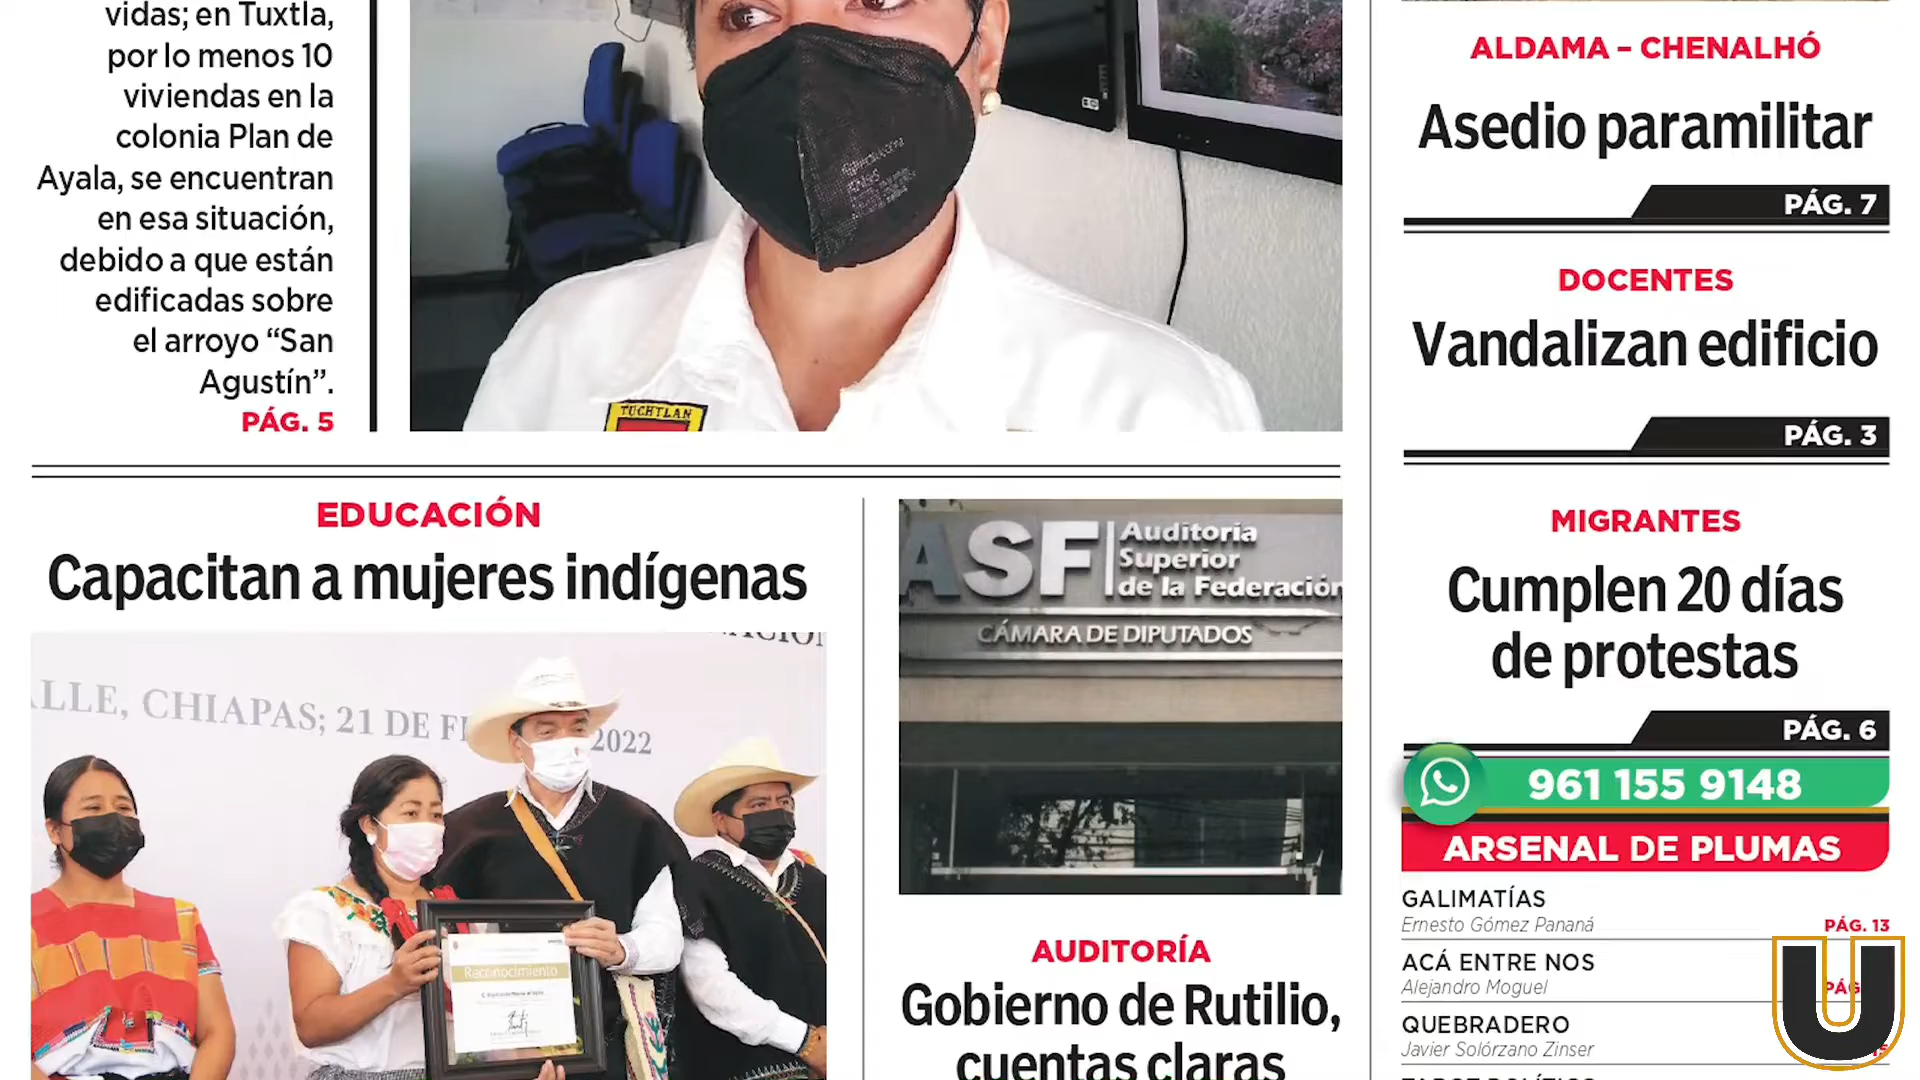 vidas; en Tuxtla,
por lo menos 10
viviendas en la
colonia Plan de
Ayala, se encuentran
en esa situación,
debido a que están
edificadas sobre
el arroyo “San
Agustín”.
PÁG. 5
TUCHTLAN
EDUCACIÓN
Capacitan a mujeres indígenas
ALLE, CHIAPAS; 21 DE FE
2022
Reconocimiento
ASF
Auditoría
Superior
de la Federación
CÁMARA DE DIPUTADOS
AUDITORÍA
Gobierno de Rutilio,
cuentas claras
ALDAMA – CHENALHÓ
Asedio paramilitar
PÁG. 7
DOCENTES
Vandalizan edificio
PÁG. 3
MIGRANTES
Cumplen 20 días
de protestas
PÁG. 6
961 155 9148
ARSENAL DE PLUMAS
GALIMATÍAS
Ernesto Gómez Pananá
PÁG. 13
ACÁ ENTRE NOS
Alejandro Moguel
PÁG
QUEBRADERO
Javier Solórzano Zinser
U